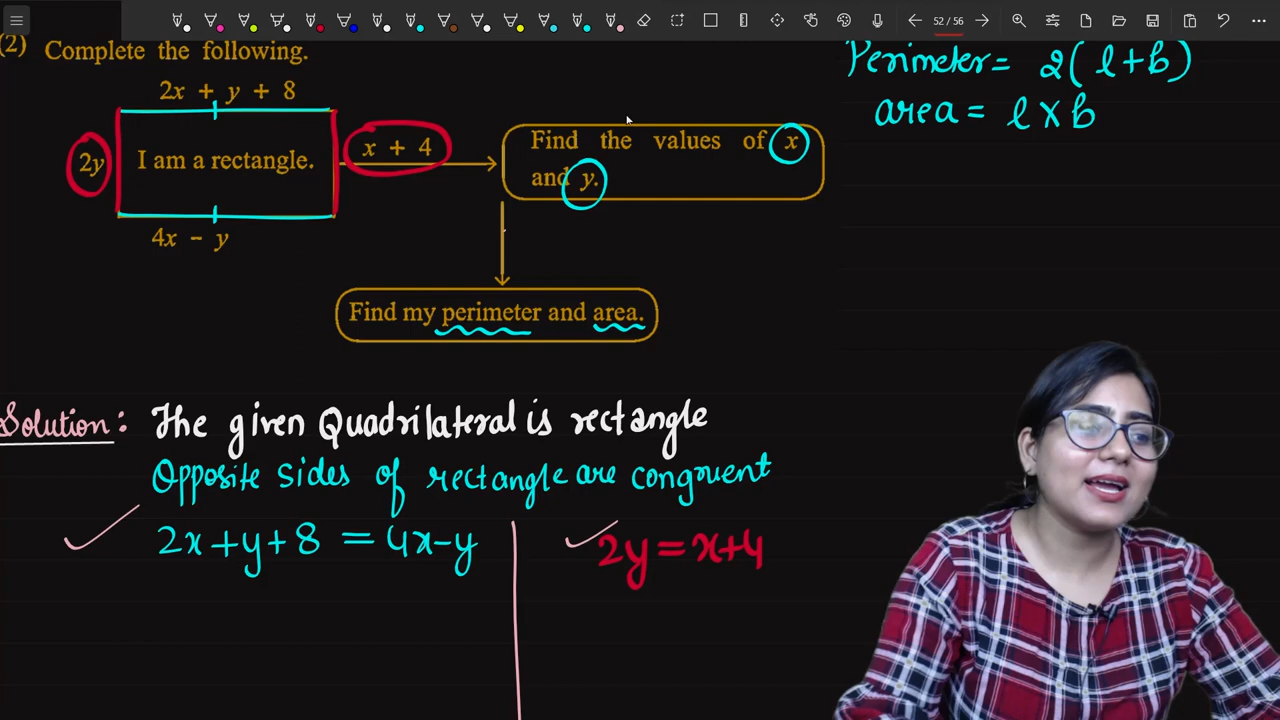 52 / 56
(2) Complete the following.
2x + y + 8
2y
I am a rectangle.
x + 4
4x - y
Find the values of x
and y.
Find my perimeter and area.
Perimeter = 2(l+b)
area = l×b
Solution: The given Quadrilateral is rectangle
Opposite sides of rectangle are congruent
2x+y+8 = 4x-y
2y = x+4